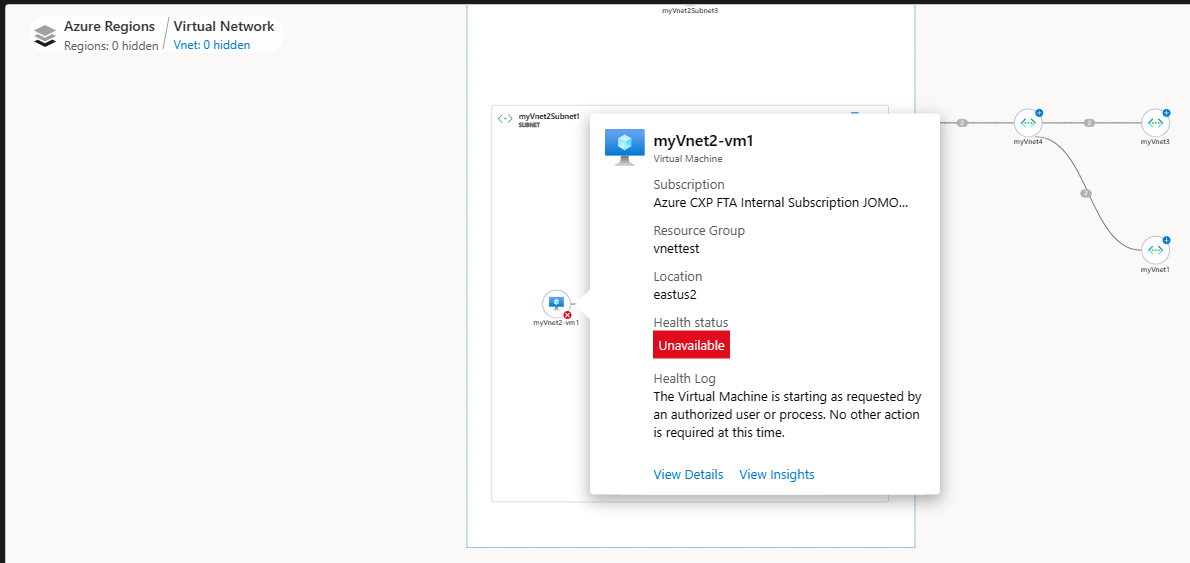 myVnet2Subnet3
Azure Regions
Regions: 0 hidden
Virtual Network
Vnet: 0 hidden
myVnet2Subnet1
SUBNET
myVnet2-vm1
Virtual Machine
Subscription
Azure CXP FTA Internal Subscription JOMO...
Resource Group
vnettest
Location
eastus2
Health status
Unavailable
Health Log
The Virtual Machine is starting as requested by
an authorized user or process. No other action
is required at this time.
View Details View Insights
myVnet2-vm1
2
myVnet4
2
myVnet3
2
myVnet1